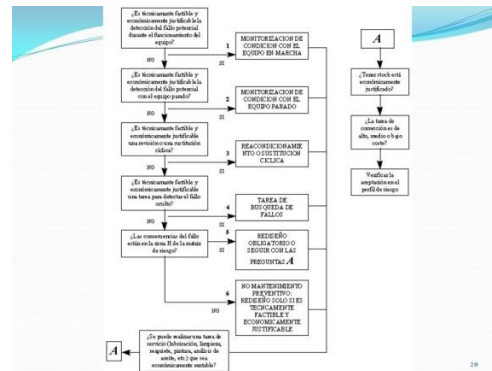 ¿Es técnicamente factible y
económicamente justificable la
detección del fallo potencial
durante el funcionamiento del
equipo?
1
NO
SI
MONITORIZACION DE
CONDICION CON EL
EQUIPO EN MARCHA
¿Es técnicamente factible y
económicamente justificable la
detección del fallo potencial
con el equipo parado?
2
NO
SI
MONITORIZACION DE
CONDICION CON EL
EQUIPO PARADO
¿Es técnicamente factible y
económicamente justificable
una revisión o una sustitución
cíclica?
3
NO
SI
REACONDICIONAMIE
NTO O SUSTITUCION
CICLICA
¿Es técnicamente factible y
económicamente justificable
una tarea para detectar el fallo
oculto?
4
NO
SI
TAREA DE
BUSQUEDA DE
FALLOS
¿Las consecuencias del fallo
están en la zona R de la matriz
de riesgo?
5
SI
REDISEÑO
OBLIGATORIO O
SEGUIR CON LAS
PREGUNTAS A
6
NO
NO MANTENIMIENTO
PREVENTIVO:
REDISEÑO SOLO SI ES
TECNICAMENTE
FACTIBLE Y
ECONOMICAMENTE
JUSTIFICABLE
¿Se puede realizar una tarea de
servicio (lubricación, limpieza,
reajuste, pintura, análisis de
aceite, etc.) que sea
económicamente rentable?
A
A
¿Tener stock está
económicamente
justificado?
¿La tarea de
corrección es de
alto, medio o bajo
coste?
Verificar la
aceptación en el
perfil de riesgo
20